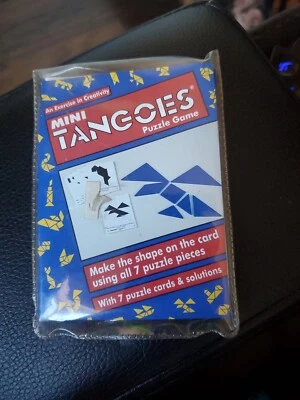 An Exercise in Creativity
MINI
TANGOES®
Puzzle Game
Make the shape on the card
using all 7 puzzle pieces
With 7 puzzle cards & solutions